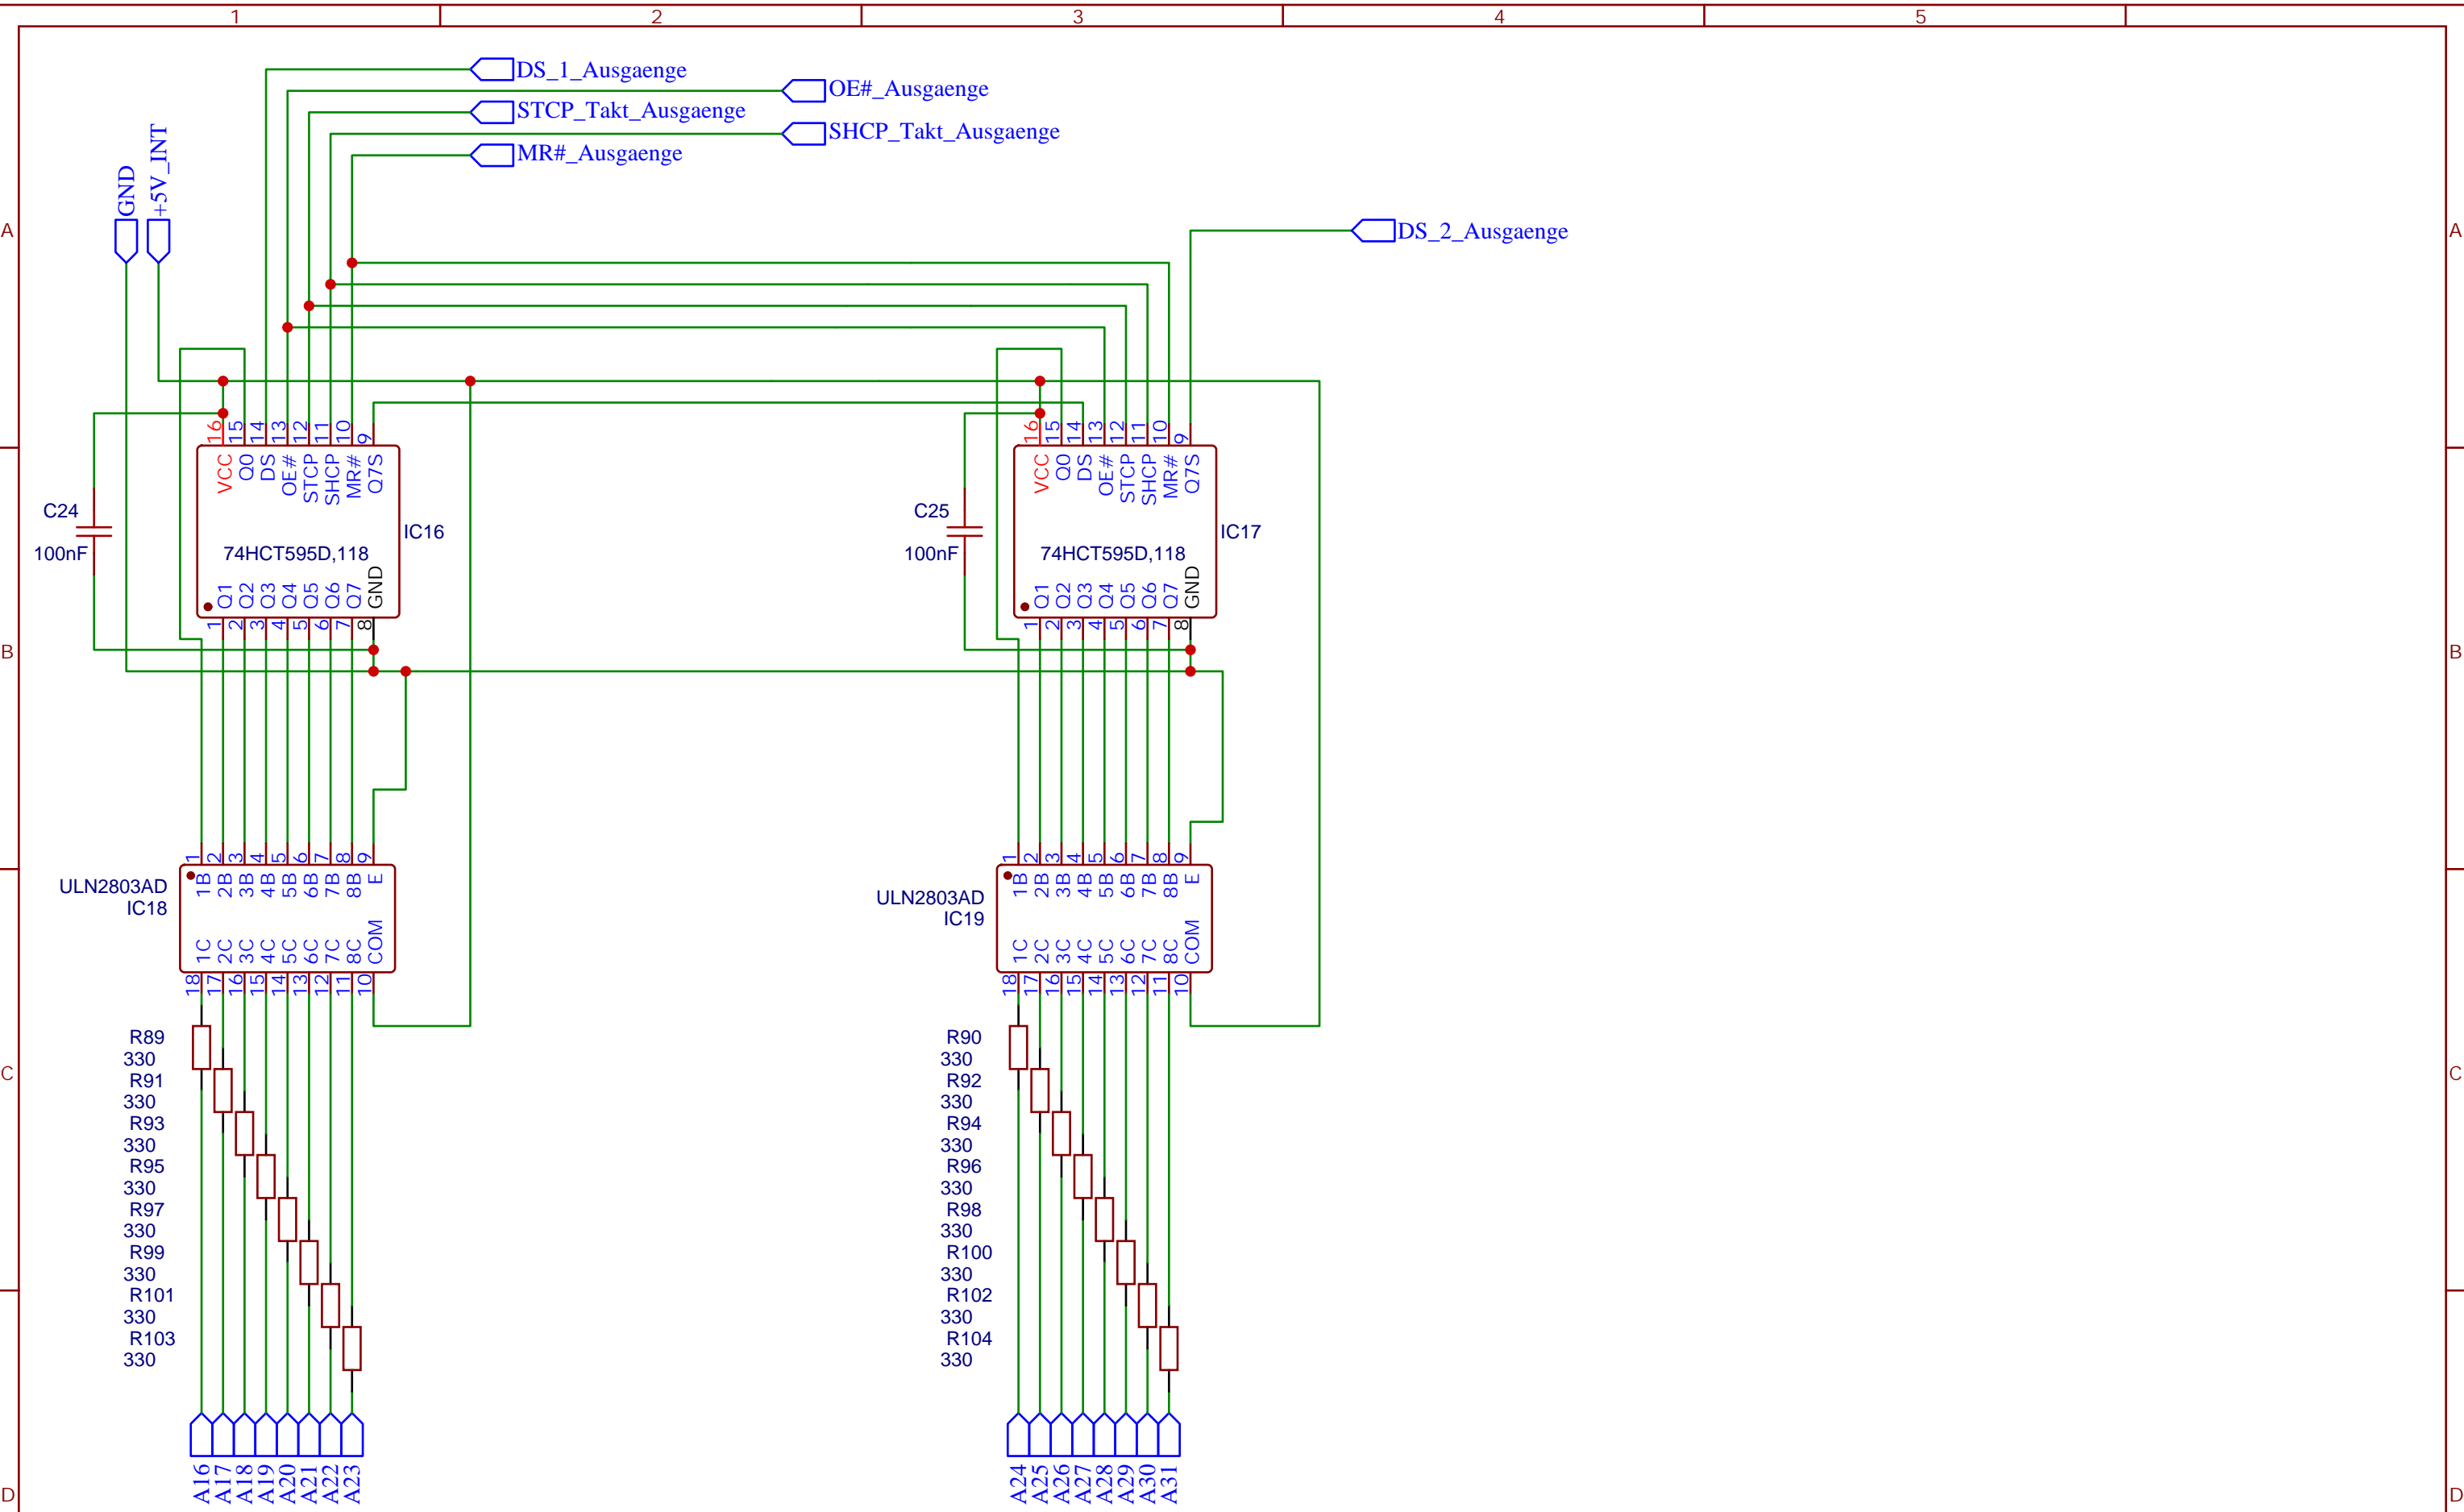 1 2 3 4 5
DS_1_Ausgaenge
OE#_Ausgaenge
STCP_Takt_Ausgaenge
SHCP_Takt_Ausgaenge
MR#_Ausgaenge
GND
+5V_INT
A DS_2_Ausgaenge A
16 15 14 13 12 11 10 9
VCC Q0 DS OE# STCP SHCP MR# Q7S
C24
100nF
IC16
74HCT595D,118
Q1 Q2 Q3 Q4 Q5 Q6 Q7 GND
1 2 3 4 5 6 7 8
16 15 14 13 12 11 10 9
VCC Q0 DS OE# STCP SHCP MR# Q7S
C25
100nF
IC17
74HCT595D,118
Q1 Q2 Q3 Q4 Q5 Q6 Q7 GND
1 2 3 4 5 6 7 8
B B
1 2 3 4 5 6 7 8 9
1B 2B 3B 4B 5B 6B 7B 8B E
ULN2803AD
IC18
1C 2C 3C 4C 5C 6C 7C 8C COM
18 17 16 15 14 13 12 11 10
1 2 3 4 5 6 7 8 9
1B 2B 3B 4B 5B 6B 7B 8B E
ULN2803AD
IC19
1C 2C 3C 4C 5C 6C 7C 8C COM
18 17 16 15 14 13 12 11 10
C C
R89
330
R91
330
R93
330
R95
330
R97
330
R99
330
R101
330
R103
330
R90
330
R92
330
R94
330
R96
330
R98
330
R100
330
R102
330
R104
330
A16 A17 A18 A19 A20 A21 A22 A23
A24 A25 A26 A27 A28 A29 A30 A31
D D